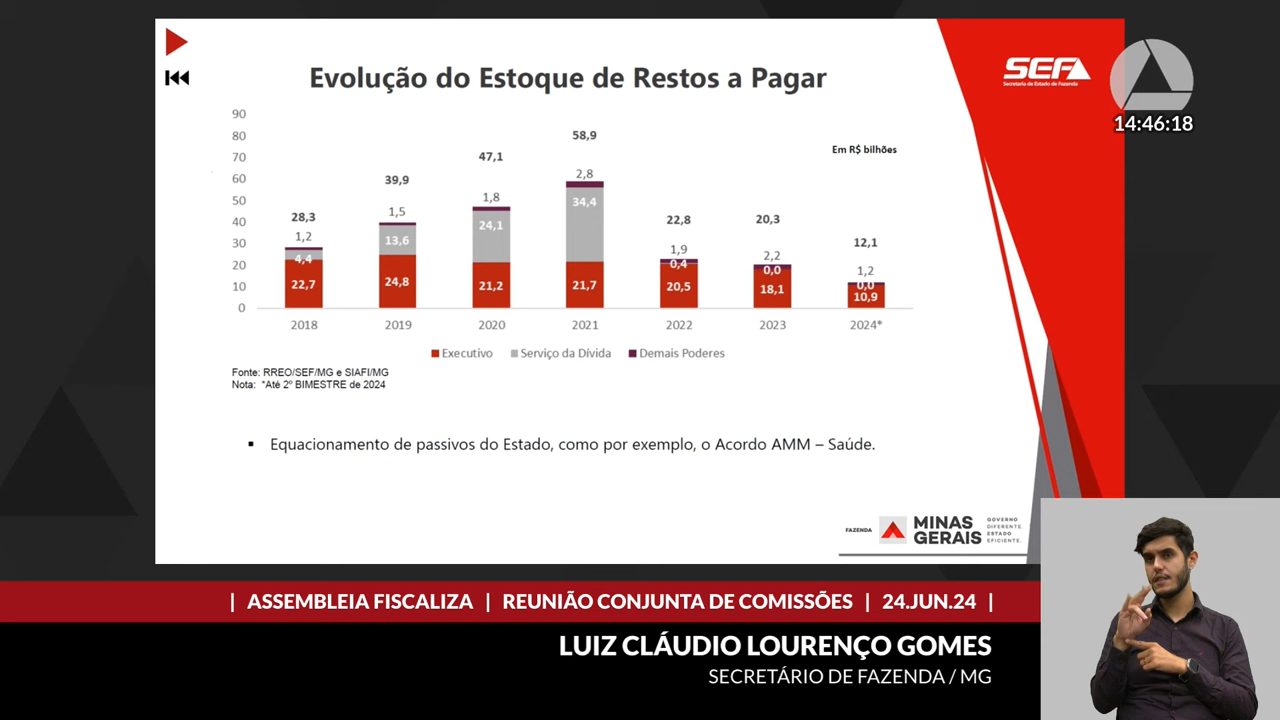 Evolução do Estoque de Restos a Pagar
SEF
Secretaria de Estado de Fazenda
14:46:18
Em R$ bilhões
90
80
70
60
50
40
30
20
10
0
28,3
1,2
4,4
22,7
39,9
1,5
13,6
24,8
47,1
1,8
24,1
21,2
58,9
2,8
34,4
21,7
22,8
1,9
0,4
20,5
20,3
2,2
0,0
18,1
12,1
1,2
0,0
10,9
2018 2019 2020 2021 2022 2023 2024*
Executivo Serviço da Dívida Demais Poderes
Fonte: RREO/SEF/MG e SIAFI/MG
Nota: *Até 2º BIMESTRE de 2024
▪ Equacionamento de passivos do Estado, como por exemplo, o Acordo AMM – Saúde.
FAZENDA
MINAS
GERAIS
GOVERNO
DIFERENTE.
ESTADO
EFICIENTE.
| ASSEMBLEIA FISCALIZA | REUNIÃO CONJUNTA DE COMISSÕES | 24.JUN.24 |
LUIZ CLÁUDIO LOURENÇO GOMES
SECRETÁRIO DE FAZENDA / MG